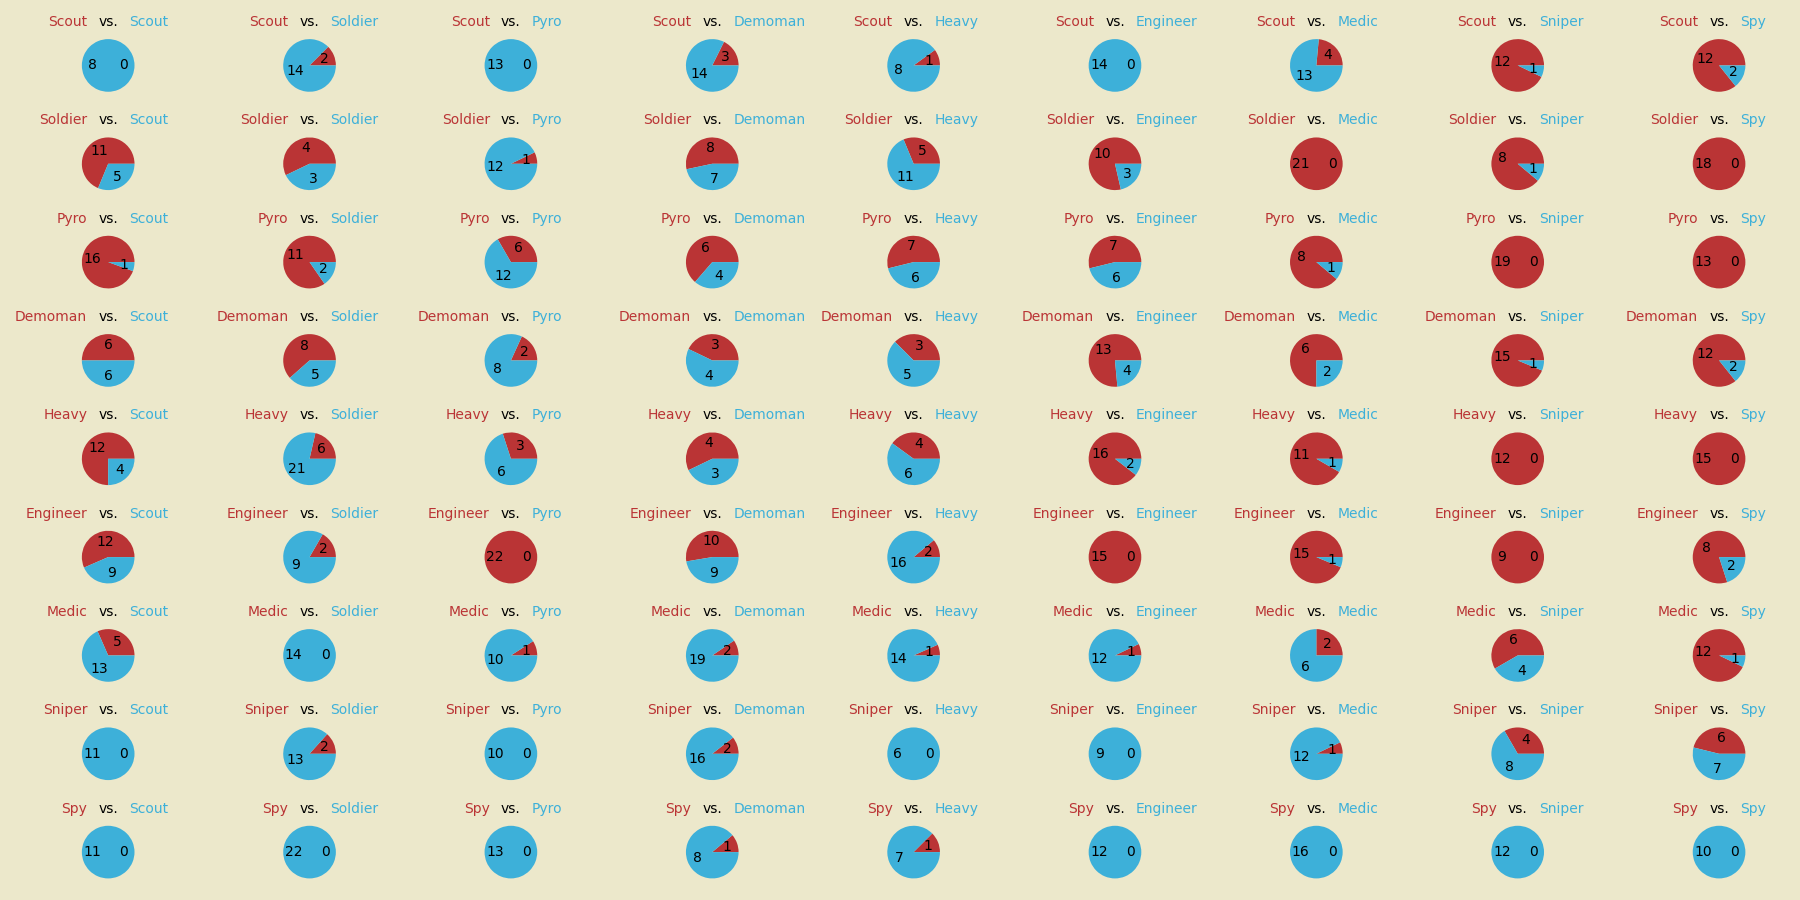 Scout vs. Scout Scout vs. Soldier Scout vs. Pyro Scout vs. Demoman Scout vs. Heavy Scout vs. Engineer Scout vs. Medic Scout vs. Sniper Scout vs. Spy
8 0 14 2 13 0 14 3 8 1 14 0 13 4 12 1 12 2
Soldier vs. Scout Soldier vs. Soldier Soldier vs. Pyro Soldier vs. Demoman Soldier vs. Heavy Soldier vs. Engineer Soldier vs. Medic Soldier vs. Sniper Soldier vs. Spy
11 5 4 3 12 1 8 7 11 5 10 3 21 0 8 1 18 0
Pyro vs. Scout Pyro vs. Soldier Pyro vs. Pyro Pyro vs. Demoman Pyro vs. Heavy Pyro vs. Engineer Pyro vs. Medic Pyro vs. Sniper Pyro vs. Spy
16 1 11 2 12 6 6 4 7 6 7 6 8 1 19 0 13 0
Demoman vs. Scout Demoman vs. Soldier Demoman vs. Pyro Demoman vs. Demoman Demoman vs. Heavy Demoman vs. Engineer Demoman vs. Medic Demoman vs. Sniper Demoman vs. Spy
6 6 8 5 8 2 3 4 5 3 13 4 6 2 15 1 12 2
Heavy vs. Scout Heavy vs. Soldier Heavy vs. Pyro Heavy vs. Demoman Heavy vs. Heavy Heavy vs. Engineer Heavy vs. Medic Heavy vs. Sniper Heavy vs. Spy
12 4 21 6 6 3 4 3 4 6 16 2 11 1 12 0 15 0
Engineer vs. Scout Engineer vs. Soldier Engineer vs. Pyro Engineer vs. Demoman Engineer vs. Heavy Engineer vs. Engineer Engineer vs. Medic Engineer vs. Sniper Engineer vs. Spy
12 9 9 2 22 0 10 9 16 2 15 0 15 1 9 0 8 2
Medic vs. Scout Medic vs. Soldier Medic vs. Pyro Medic vs. Demoman Medic vs. Heavy Medic vs. Engineer Medic vs. Medic Medic vs. Sniper Medic vs. Spy
13 5 14 0 10 1 19 2 14 1 12 1 6 2 6 4 12 1
Sniper vs. Scout Sniper vs. Soldier Sniper vs. Pyro Sniper vs. Demoman Sniper vs. Heavy Sniper vs. Engineer Sniper vs. Medic Sniper vs. Sniper Sniper vs. Spy
11 0 13 2 10 0 16 2 6 0 9 0 12 1 8 4 6 7
Spy vs. Scout Spy vs. Soldier Spy vs. Pyro Spy vs. Demoman Spy vs. Heavy Spy vs. Engineer Spy vs. Medic Spy vs. Sniper Spy vs. Spy
11 0 22 0 13 0 8 1 7 1 12 0 16 0 12 0 10 0